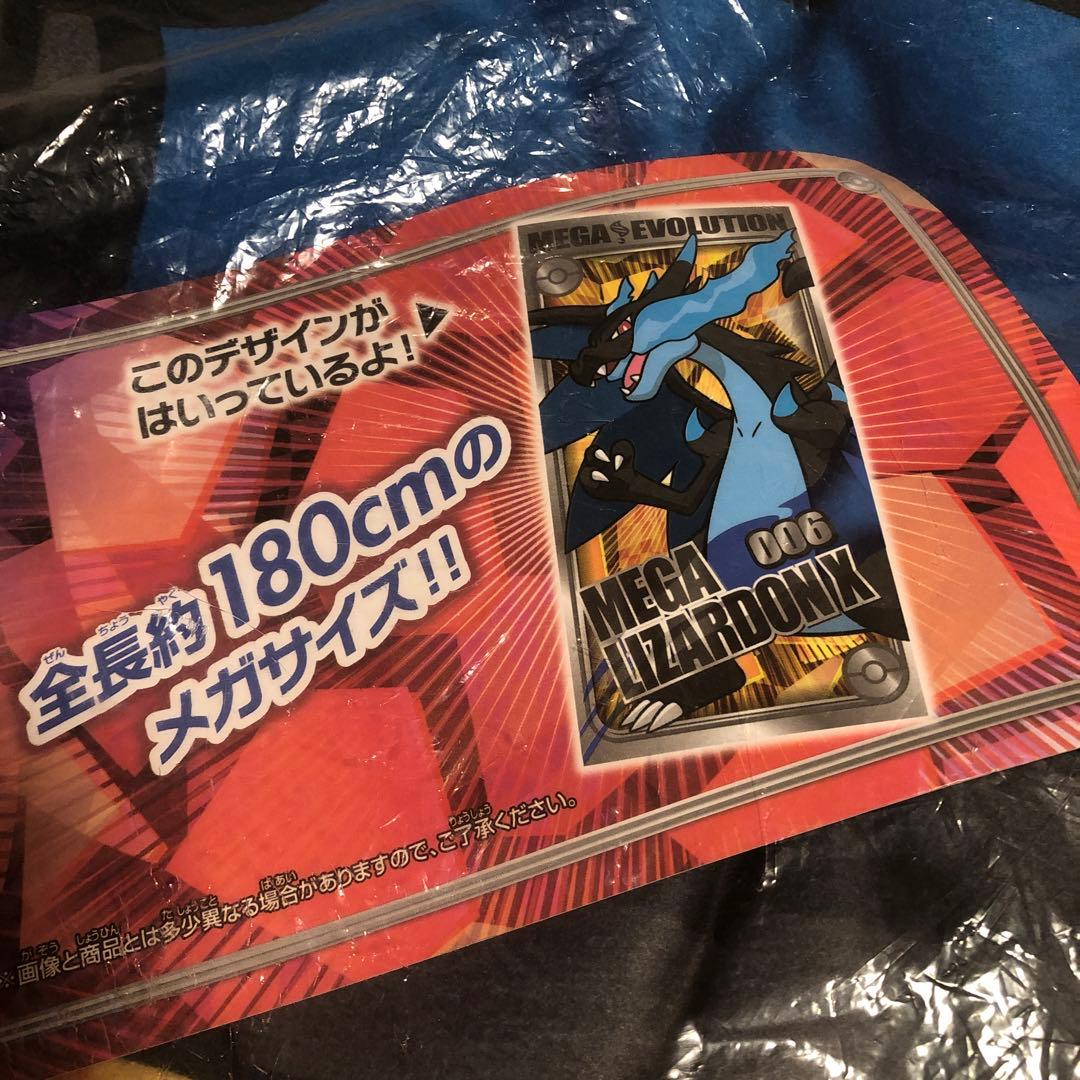 このデザインが
はいっているよ!
全長約180cmの
メガサイズ!!
MEGA EVOLUTION
006
MEGA
LIZARDON X
※画像と商品とは多少異なる場合がありますので、ご了承ください。